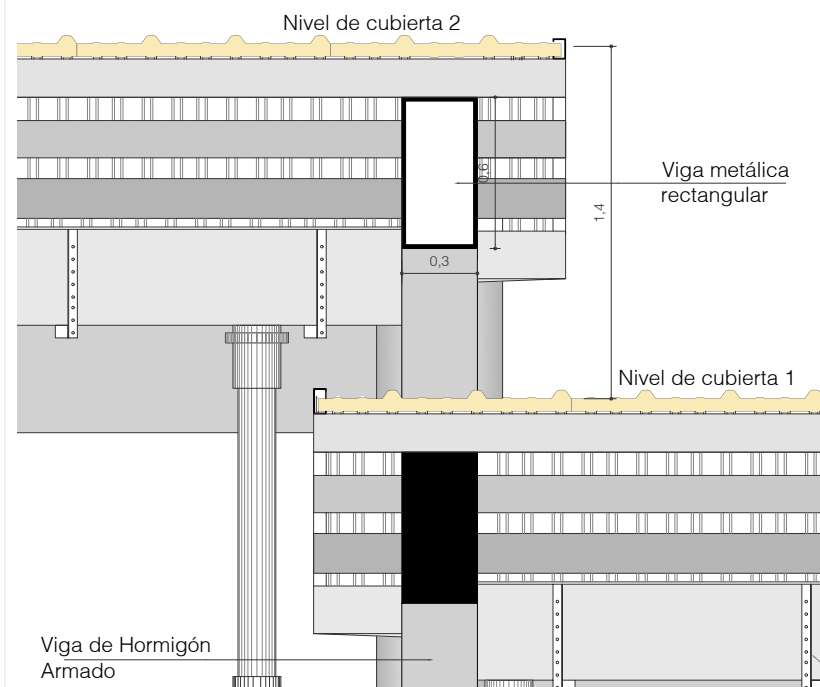 Nivel de cubierta 2
0,6
Viga metálica
rectangular
1,4
0,3
Nivel de cubierta 1
Viga de Hormigón
Armado